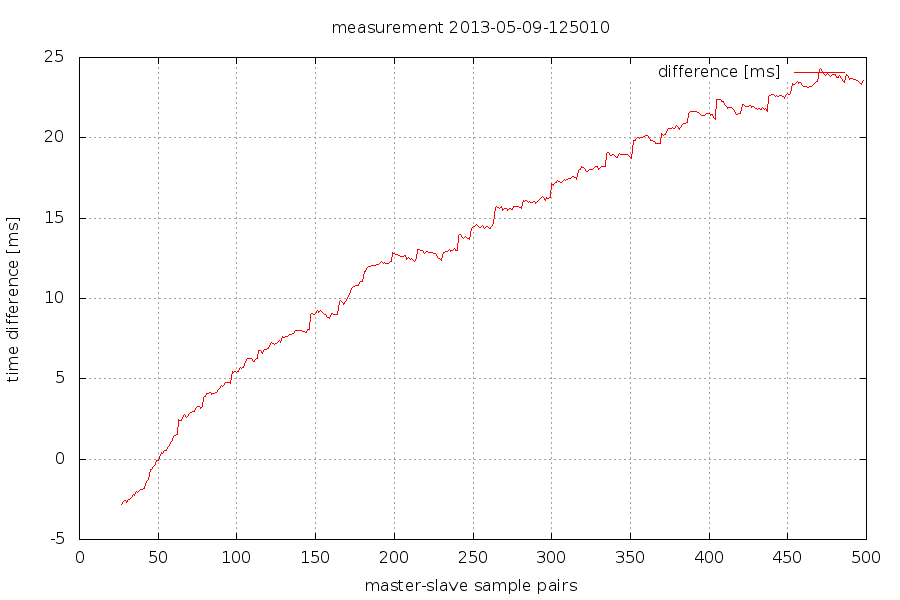 measurement 2013-05-09-125010
difference [ms]
25
20
15
10
5
0
-5
time difference [ms]
0 50 100 150 200 250 300 350 400 450 500
master-slave sample pairs